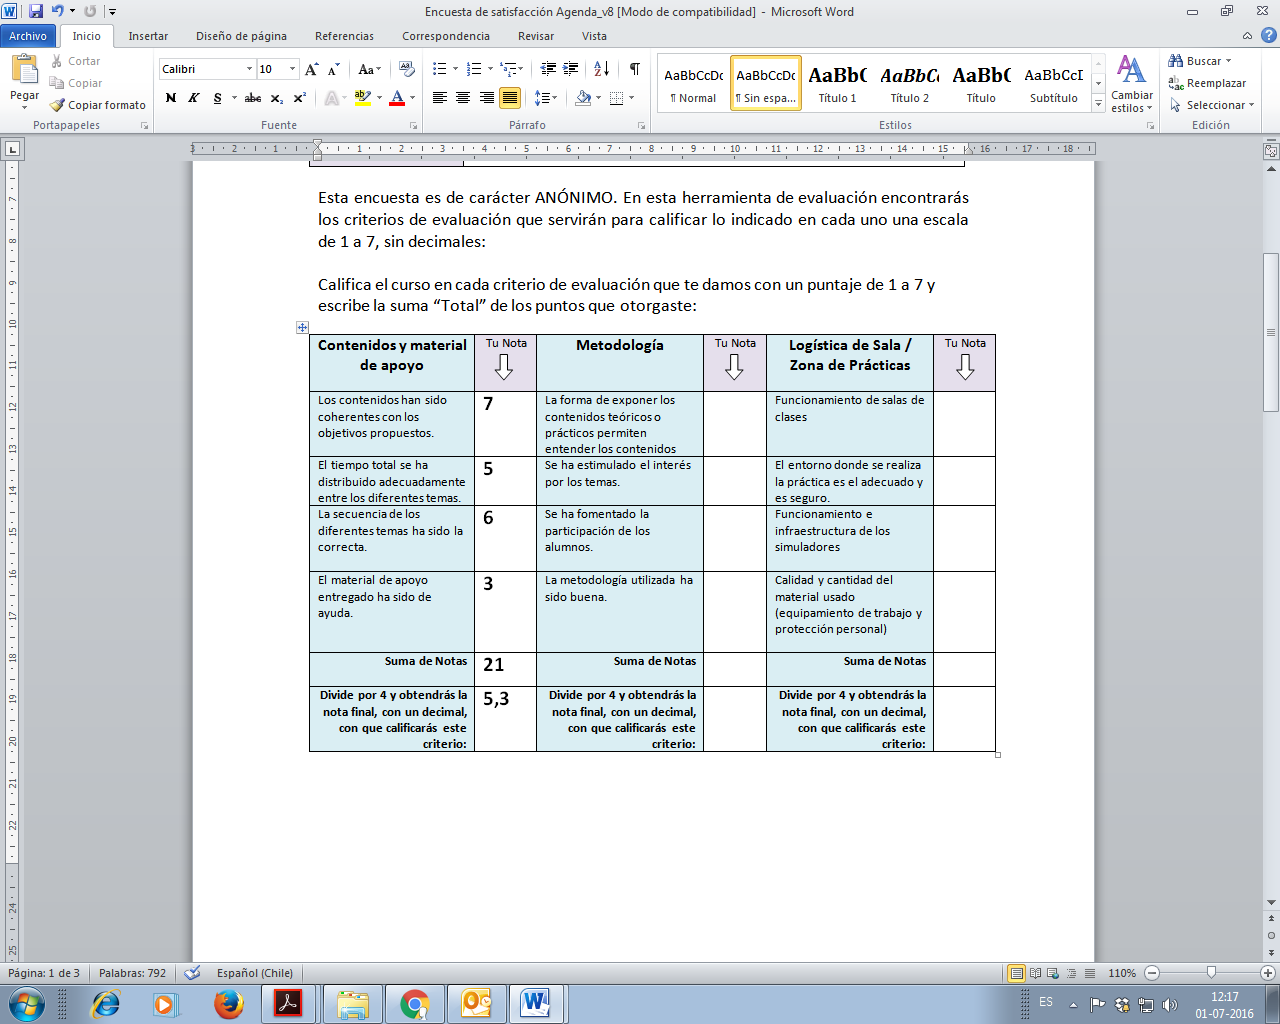 Encuesta de satisfacción Agenda_v8 [Modo de compatibilidad] - Microsoft Word
Archivo Inicio Insertar Diseño de página Referencias Correspondencia Revisar Vista
Pegar
Cortar
Copiar
Copiar formato
Portapapeles
Calibri 10
Fuente
Párrafo
AaBbCcDc AaBbCcDc AaBbC AaBbCc AaBbC AaBbCcI
¶ Normal ¶ Sin espa... Título 1 Título 2 Título Subtítulo
Estilos
Cambiar estilos
Buscar
Reemplazar
Seleccionar
Edición
Esta encuesta es de carácter ANÓNIMO. En esta herramienta de evaluación encontrarás
los criterios de evaluación que servirán para calificar lo indicado en cada uno una escala
de 1 a 7, sin decimales:
Califica el curso en cada criterio de evaluación que te damos con un puntaje de 1 a 7 y
escribe la suma “Total” de los puntos que otorgaste:
Contenidos y material
de apoyo
Tu Nota
Metodología
Tu Nota
Logística de Sala /
Zona de Prácticas
Tu Nota
Los contenidos han sido
coherentes con los
objetivos propuestos.
7
La forma de exponer los
contenidos teóricos o
prácticos permiten
entender los contenidos
Funcionamiento de salas de
clases
El tiempo total se ha
distribuido adecuadamente
entre los diferentes temas.
5
Se ha estimulado el interés
por los temas.
El entorno donde se realiza
la práctica es el adecuado y
es seguro.
La secuencia de los
diferentes temas ha sido la
correcta.
6
Se ha fomentado la
participación de los
alumnos.
Funcionamiento e
infraestructura de los
simuladores
El material de apoyo
entregado ha sido de
ayuda.
3
La metodología utilizada ha
sido buena.
Calidad y cantidad del
material usado
(equipamiento de trabajo y
protección personal)
Suma de Notas
21
Suma de Notas
Suma de Notas
Divide por 4 y obtendrás la
nota final, con un decimal,
con que calificarás este
criterio:
5,3
Divide por 4 y obtendrás la
nota final, con un decimal,
con que calificarás este
criterio:
Divide por 4 y obtendrás la
nota final, con un decimal,
con que calificarás este
criterio:
Página: 1 de 3 Palabras: 792 Español (Chile) 110%
ES
12:17
01-07-2016